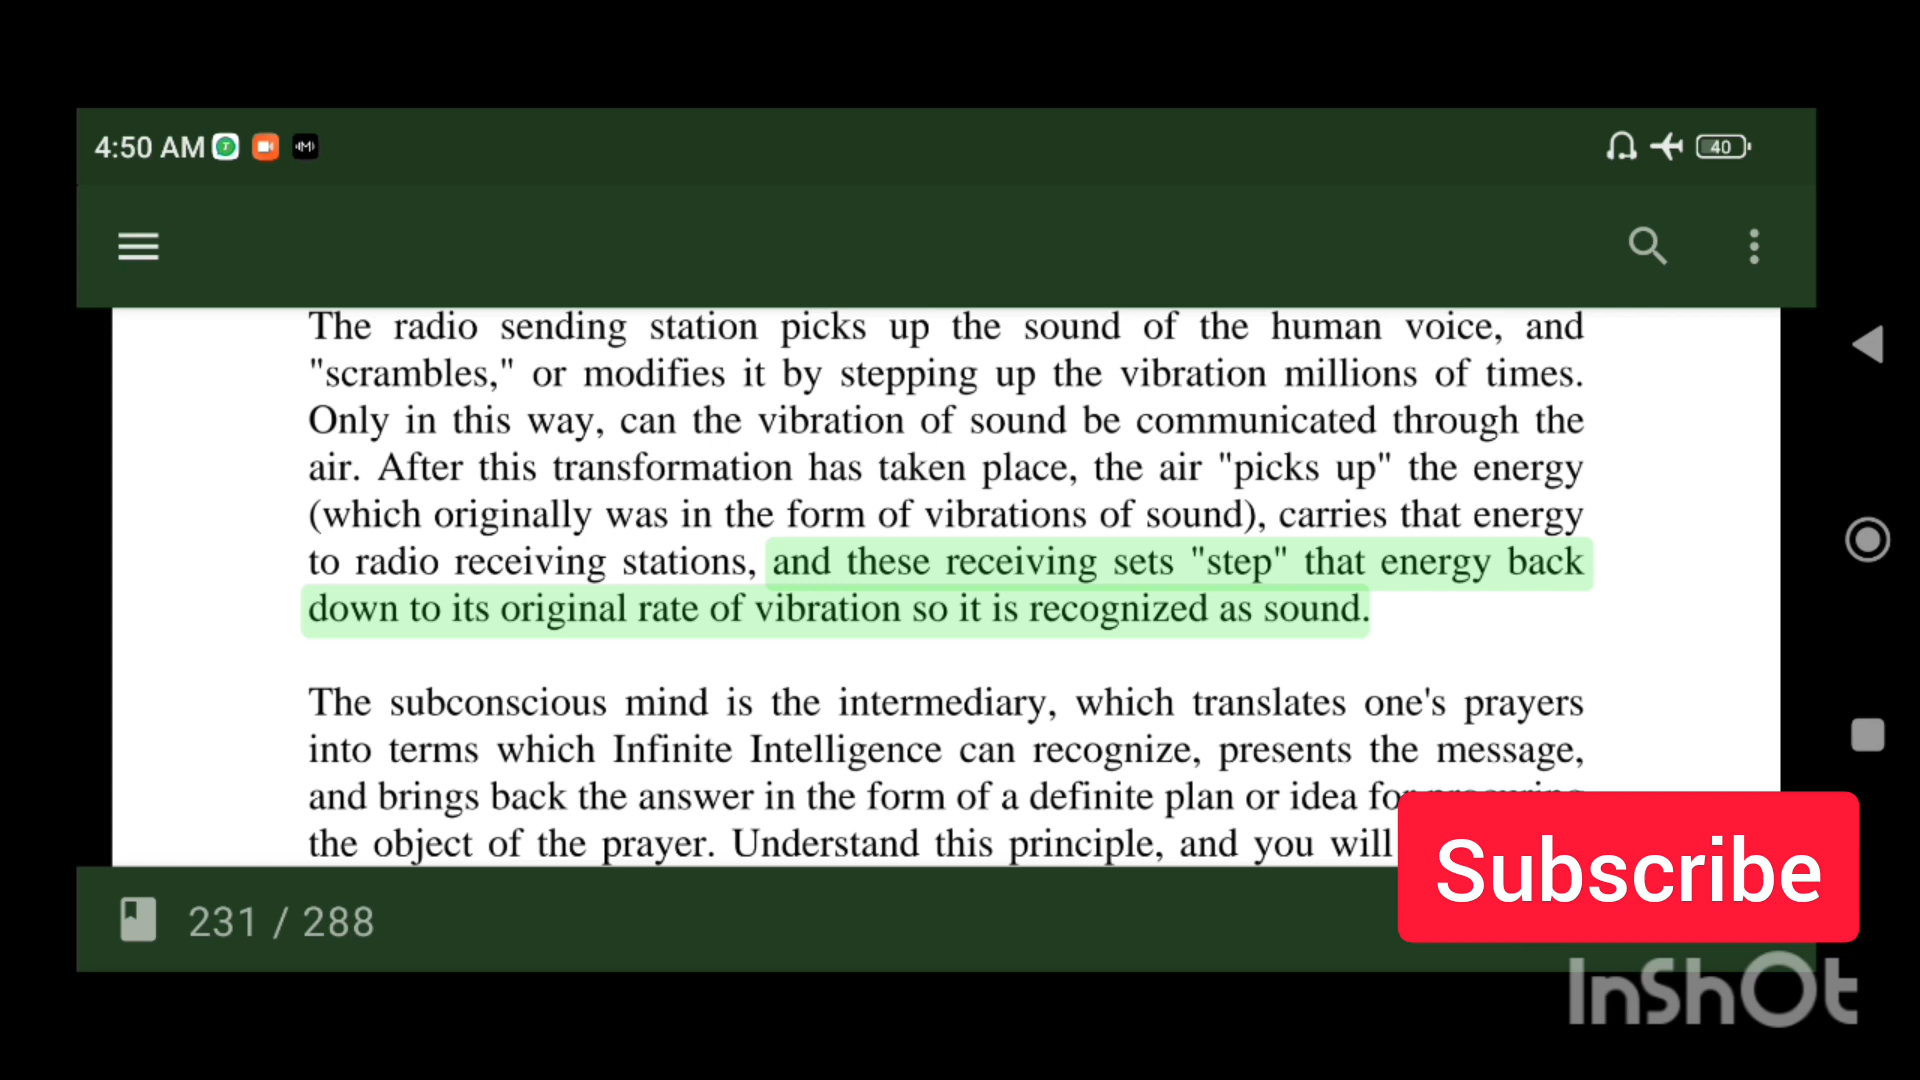 4:50 AM
40
The radio sending station picks up the sound of the human voice, and
"scrambles," or modifies it by stepping up the vibration millions of times.
Only in this way, can the vibration of sound be communicated through the
air. After this transformation has taken place, the air "picks up" the energy
(which originally was in the form of vibrations of sound), carries that energy
to radio receiving stations, and these receiving sets "step" that energy back
down to its original rate of vibration so it is recognized as sound.
The subconscious mind is the intermediary, which translates one's prayers
into terms which Infinite Intelligence can recognize, presents the message,
and brings back the answer in the form of a definite plan or idea
the object of the prayer. Understand this principle, and you will
Subscribe
231 / 288
InShOt